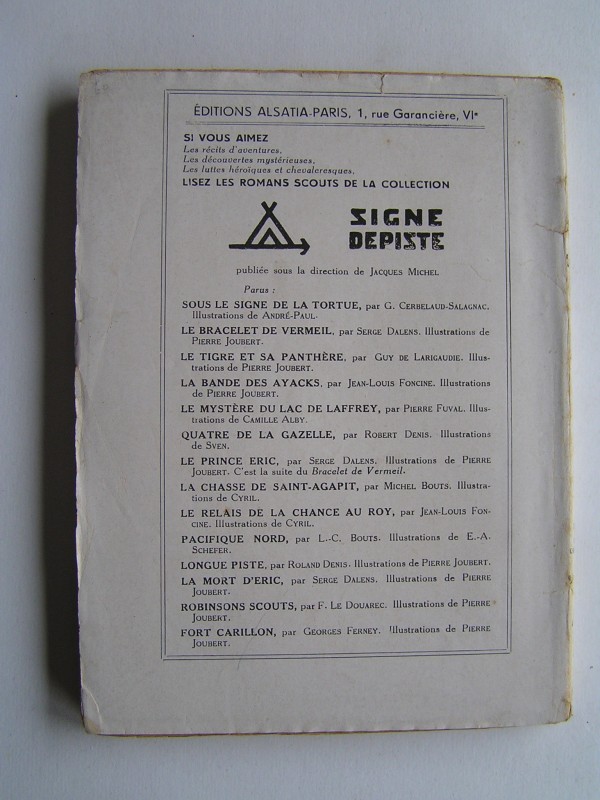 ÉDITIONS ALSATIA-PARIS, 1, rue Garancière, VIᵉ
SI VOUS AIMEZ
Les récits d'aventures,
Les découvertes mystérieuses,
Les luttes héroïques et chevaleresques,
LISEZ LES ROMANS SCOUTS DE LA COLLECTION
SIGNE
DE PISTE
publiée sous la direction de JACQUES MICHEL
Parus :
SOUS LE SIGNE DE LA TORTUE, par G. CERBELAUD-SALAGNAC.
Illustrations de ANDRÉ-PAUL.
LE BRACELET DE VERMEIL, par SERGE DALENS. Illustrations de
PIERRE JOUBERT.
LE TIGRE ET SA PANTHÈRE, par GUY DE LARIGAUDIE. Illus-
trations de PIERRE JOUBERT.
LA BANDE DES AYACKS, par JEAN-LOUIS FONCINE. Illustrations
de PIERRE JOUBERT.
LE MYSTÈRE DU LAC DE LAFFREY, par PIERRE FUVAL. Illus-
trations de CAMILLE ALBY.
QUATRE DE LA GAZELLE, par ROBERT DENIS. Illustrations
de SVEN.
LE PRINCE ERIC, par SERGE DALENS. Illustrations de PIERRE
JOUBERT. C'est la suite du Bracelet de Vermeil.
LA CHASSE DE SAINT-AGAPIT, par MICHEL BOUTS. Illustra-
tions de CYRIL.
LE RELAIS DE LA CHANCE AU ROY, par JEAN-LOUIS FON-
CINE. Illustrations de CYRIL.
PACIFIQUE NORD, par L.-C. BOUTS. Illustrations de E.-A.
SCHEFER.
LONGUE PISTE, par ROLAND DENIS. Illustrations de PIERRE JOUBERT.
LA MORT D'ERIC, par SERGE DALENS. Illustrations de PIERRE
JOUBERT.
ROBINSONS SCOUTS, par F. LE DOUAREC. Illustrations de PIERRE
JOUBERT.
FORT CARILLON, par GEORGES FERNEY. Illustrations de PIERRE
JOUBERT.